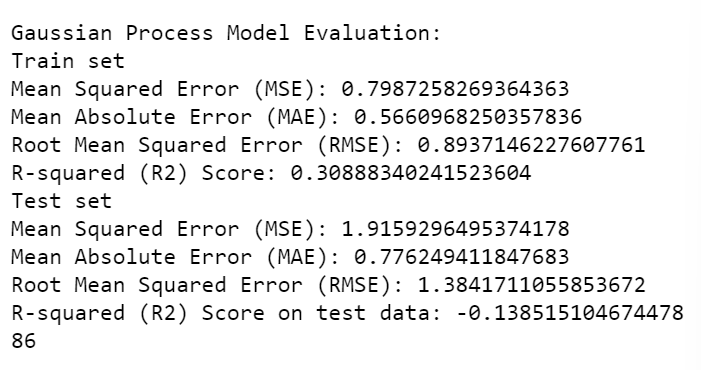 Gaussian Process Model Evaluation:
Train set
Mean Squared Error (MSE): 0.7987258269364363
Mean Absolute Error (MAE): 0.5660968250357836
Root Mean Squared Error (RMSE): 0.8937146227607761
R-squared (R2) Score: 0.30888340241523604
Test set
Mean Squared Error (MSE): 1.9159296495374178
Mean Absolute Error (MAE): 0.776249411847683
Root Mean Squared Error (RMSE): 1.3841711055853672
R-squared (R2) Score on test data: -0.138515104674478
86